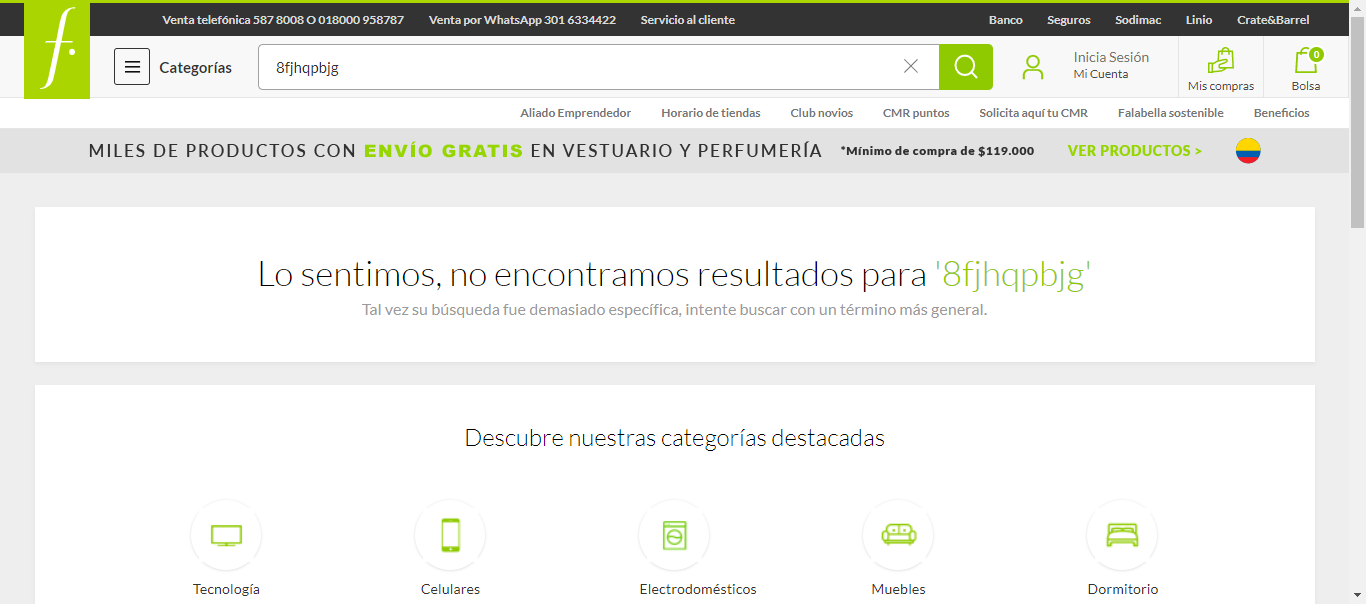 Venta telefónica 587 8008 O 018000 958787 Venta por WhatsApp 301 6334422 Servicio al cliente Banco Seguros Sodimac Linio Crate&Barrel
f.
Categorías 8fjhqpbjg Inicia Sesión
Mi Cuenta
Mis compras
0
Bolsa
Aliado Emprendedor Horario de tiendas Club novios CMR puntos Solicita aquí tu CMR Falabella sostenible Beneficios
MILES DE PRODUCTOS CON ENVÍO GRATIS EN VESTUARIO Y PERFUMERÍA *Mínimo de compra de $119.000 VER PRODUCTOS >
Lo sentimos, no encontramos resultados para '8fjhqpbjg'
Tal vez su búsqueda fue demasiado específica, intente buscar con un término más general.
Descubre nuestras categorías destacadas
Tecnología Celulares Electrodomésticos Muebles Dormitorio